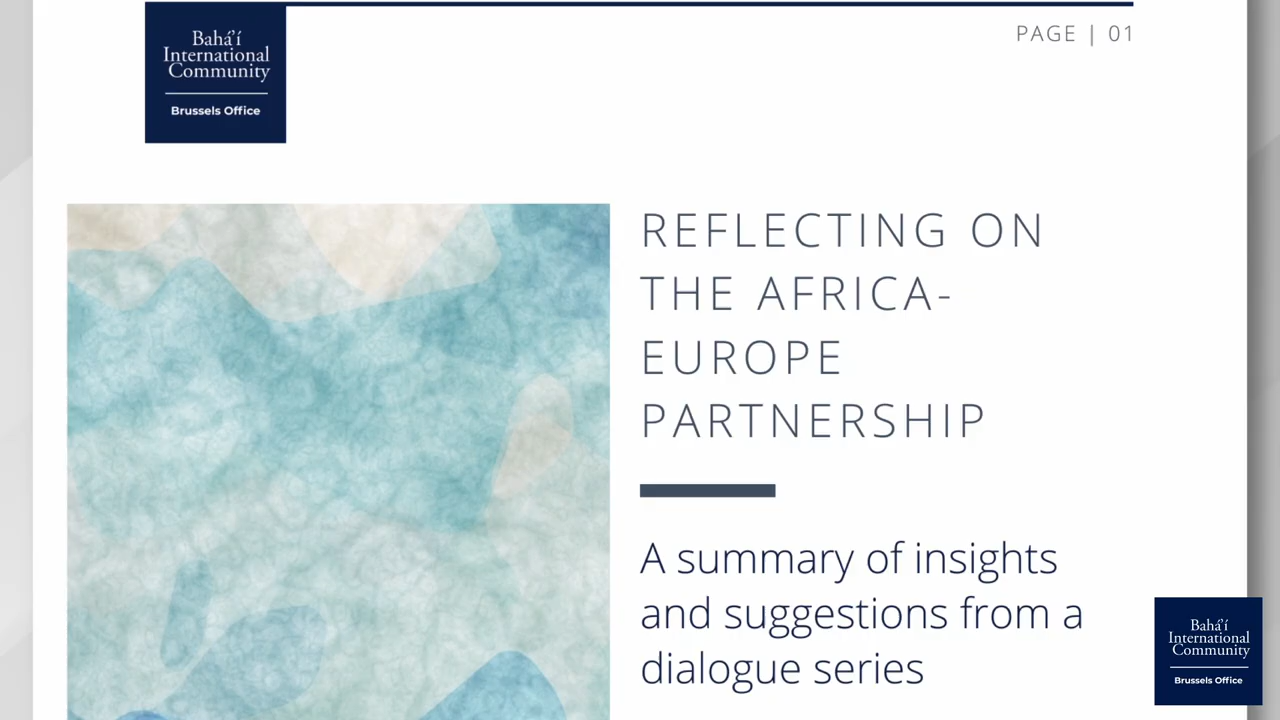 Bahá'í
International
Community
Brussels Office
PAGE | 01
REFLECTING ON
THE AFRICA-
EUROPE
PARTNERSHIP
A summary of insights
and suggestions from a
dialogue series
Bahá'í
International
Community
Brussels Office